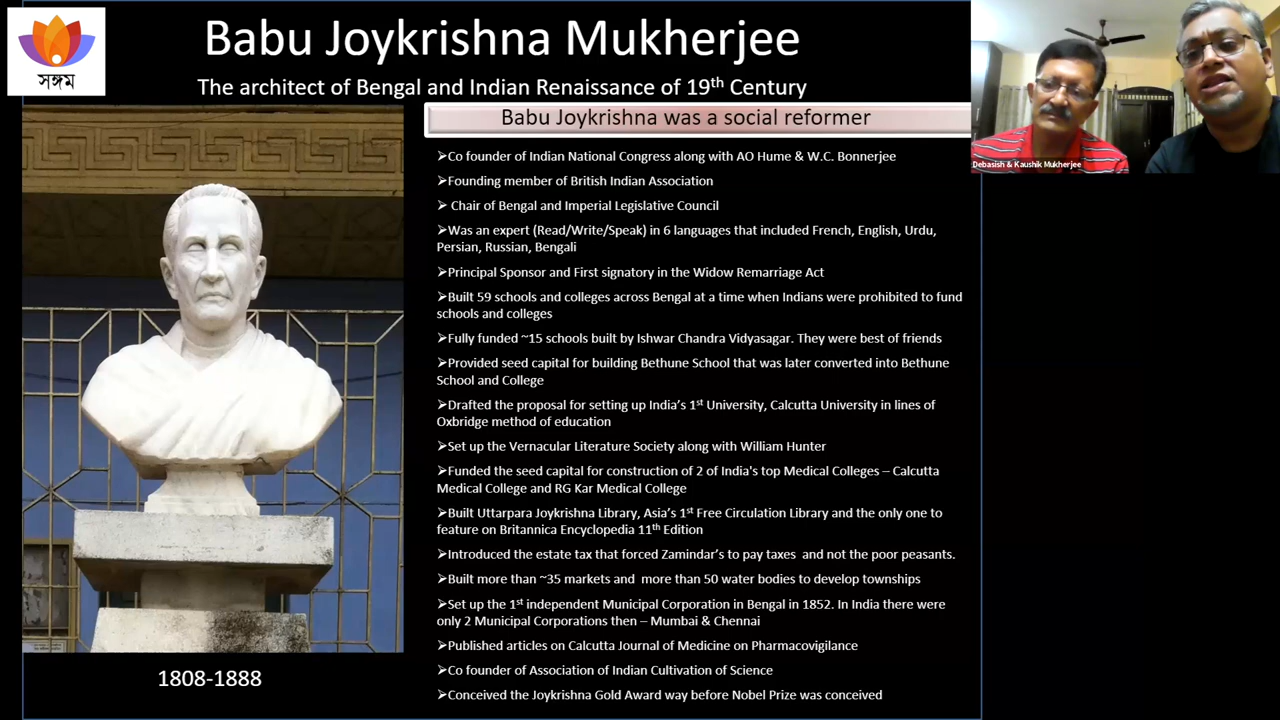 সঙ্গম
Babu Joykrishna Mukherjee
The architect of Bengal and Indian Renaissance of 19th Century
Babu Joykrishna was a social reformer
➢Co founder of Indian National Congress along with AO Hume & W.C. Bonnerjee
➢Founding member of British Indian Association
➢ Chair of Bengal and Imperial Legislative Council
➢Was an expert (Read/Write/Speak) in 6 languages that included French, English, Urdu,
Persian, Russian, Bengali
➢Principal Sponsor and First signatory in the Widow Remarriage Act
➢Built 59 schools and colleges across Bengal at a time when Indians were prohibited to fund
schools and colleges
➢Fully funded ~15 schools built by Ishwar Chandra Vidyasagar. They were best of friends
➢Provided seed capital for building Bethune School that was later converted into Bethune
School and College
➢Drafted the proposal for setting up India's 1st University, Calcutta University in lines of
Oxbridge method of education
➢Set up the Vernacular Literature Society along with William Hunter
➢Funded the seed capital for construction of 2 of India's top Medical Colleges – Calcutta
Medical College and RG Kar Medical College
➢Built Uttarpara Joykrishna Library, Asia's 1st Free Circulation Library and the only one to
feature on Britannica Encyclopedia 11th Edition
➢Introduced the estate tax that forced Zamindar's to pay taxes and not the poor peasants.
➢Built more than ~35 markets and more than 50 water bodies to develop townships
➢Set up the 1st independent Municipal Corporation in Bengal in 1852. In India there were
only 2 Municipal Corporations then – Mumbai & Chennai
➢Published articles on Calcutta Journal of Medicine on Pharmacovigilance
➢Co founder of Association of Indian Cultivation of Science
➢Conceived the Joykrishna Gold Award way before Nobel Prize was conceived
1808-1888
Debasish & Kaushik Mukherjee